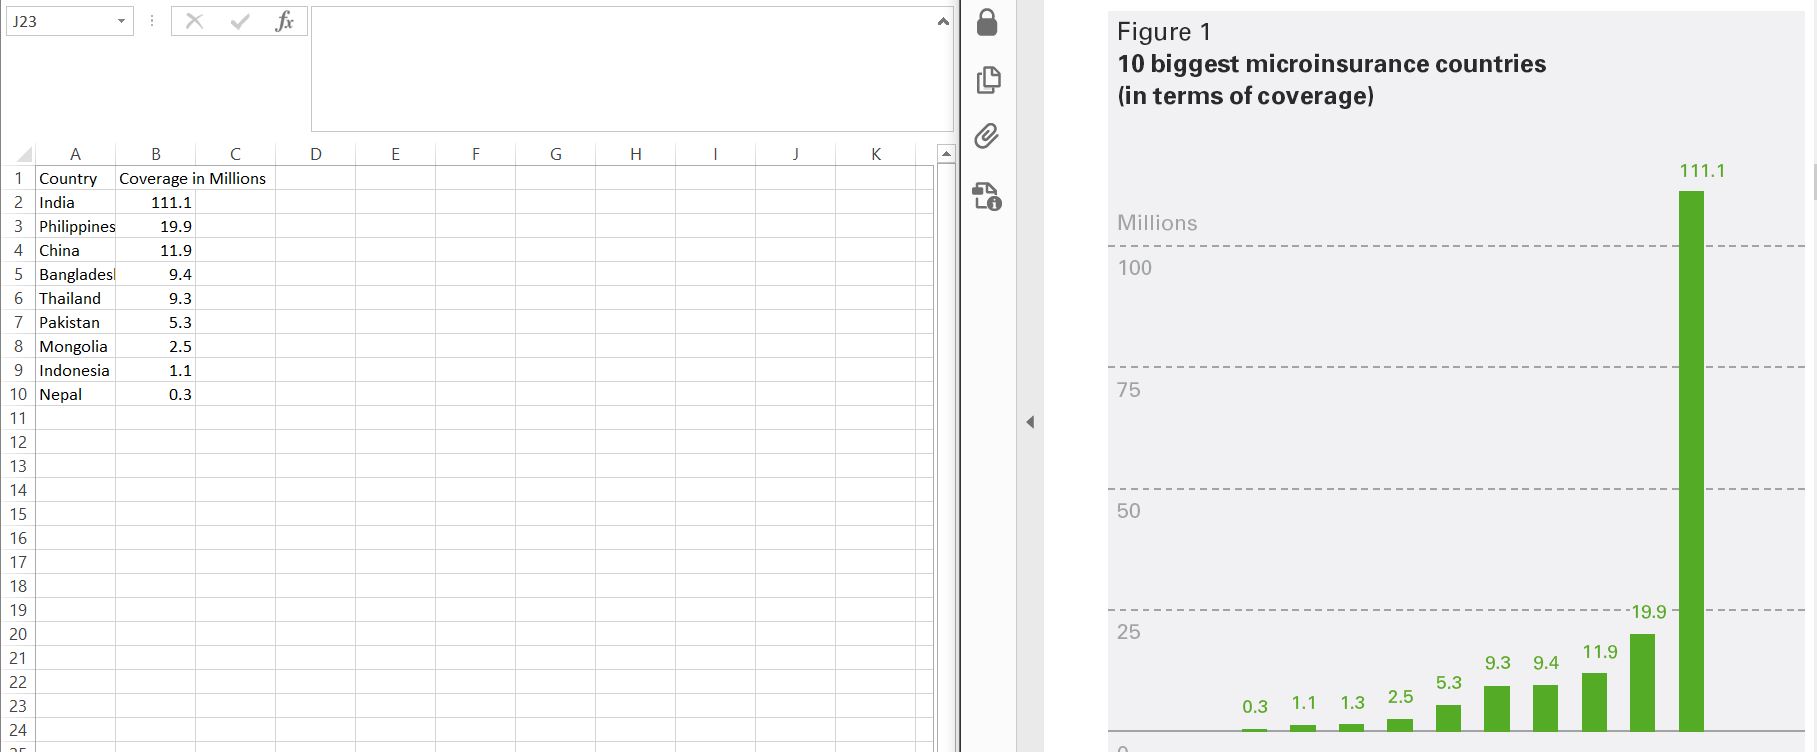 J23
fx
A B C D E F G H I J K
1 Country Coverage in Millions
2 India 111.1
3 Philippines 19.9
4 China 11.9
5 Banglades 9.4
6 Thailand 9.3
7 Pakistan 5.3
8 Mongolia 2.5
9 Indonesia 1.1
10 Nepal 0.3
11
12
13
14
15
16
17
18
19
20
21
22
23
24
25
Figure 1
10 biggest microinsurance countries
(in terms of coverage)
111.1
Millions
100
75
50
19.9
25
11.9
9.3 9.4
5.3
2.5
0.3 1.1 1.3
0